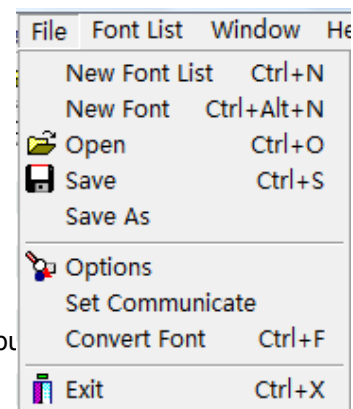 File Font List Window He
New Font List Ctrl+N
New Font Ctrl+Alt+N
Open Ctrl+O
Save Ctrl+S
Save As
Options
Set Communicate
Convert Font Ctrl+F
Exit Ctrl+X